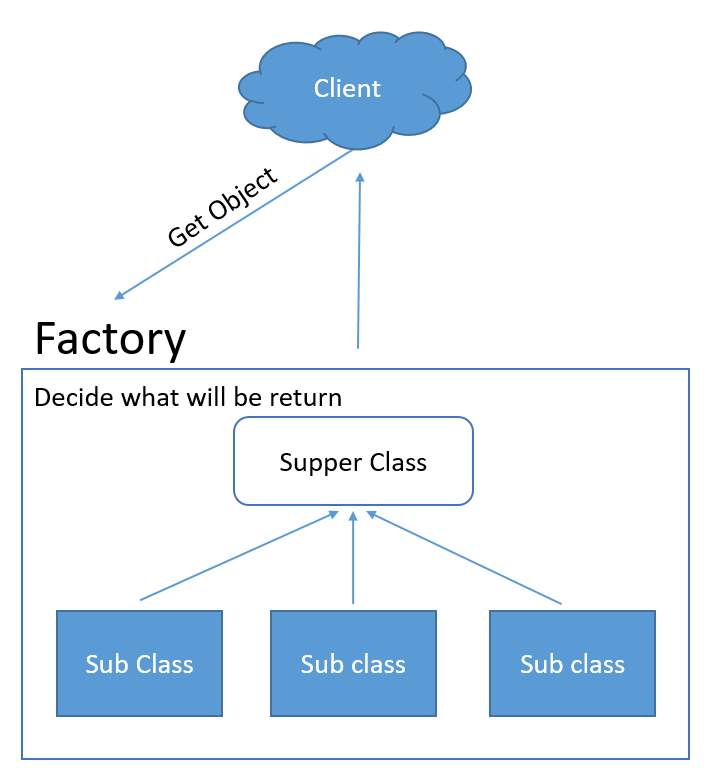 Client
Get Object
Factory
Decide what will be return
Supper Class
Sub Class
Sub class
Sub class